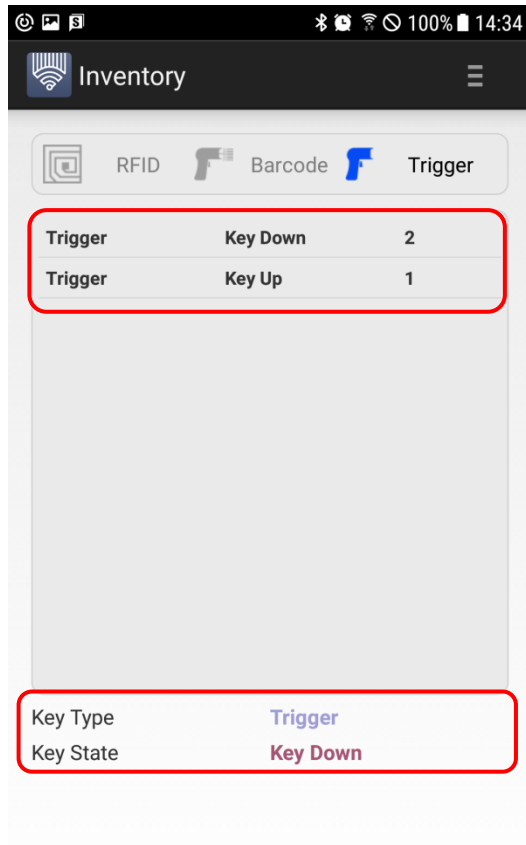 100% 14:34
Inventory
RFID Barcode Trigger
Trigger Key Down 2
Trigger Key Up 1
Key Type Trigger
Key State Key Down